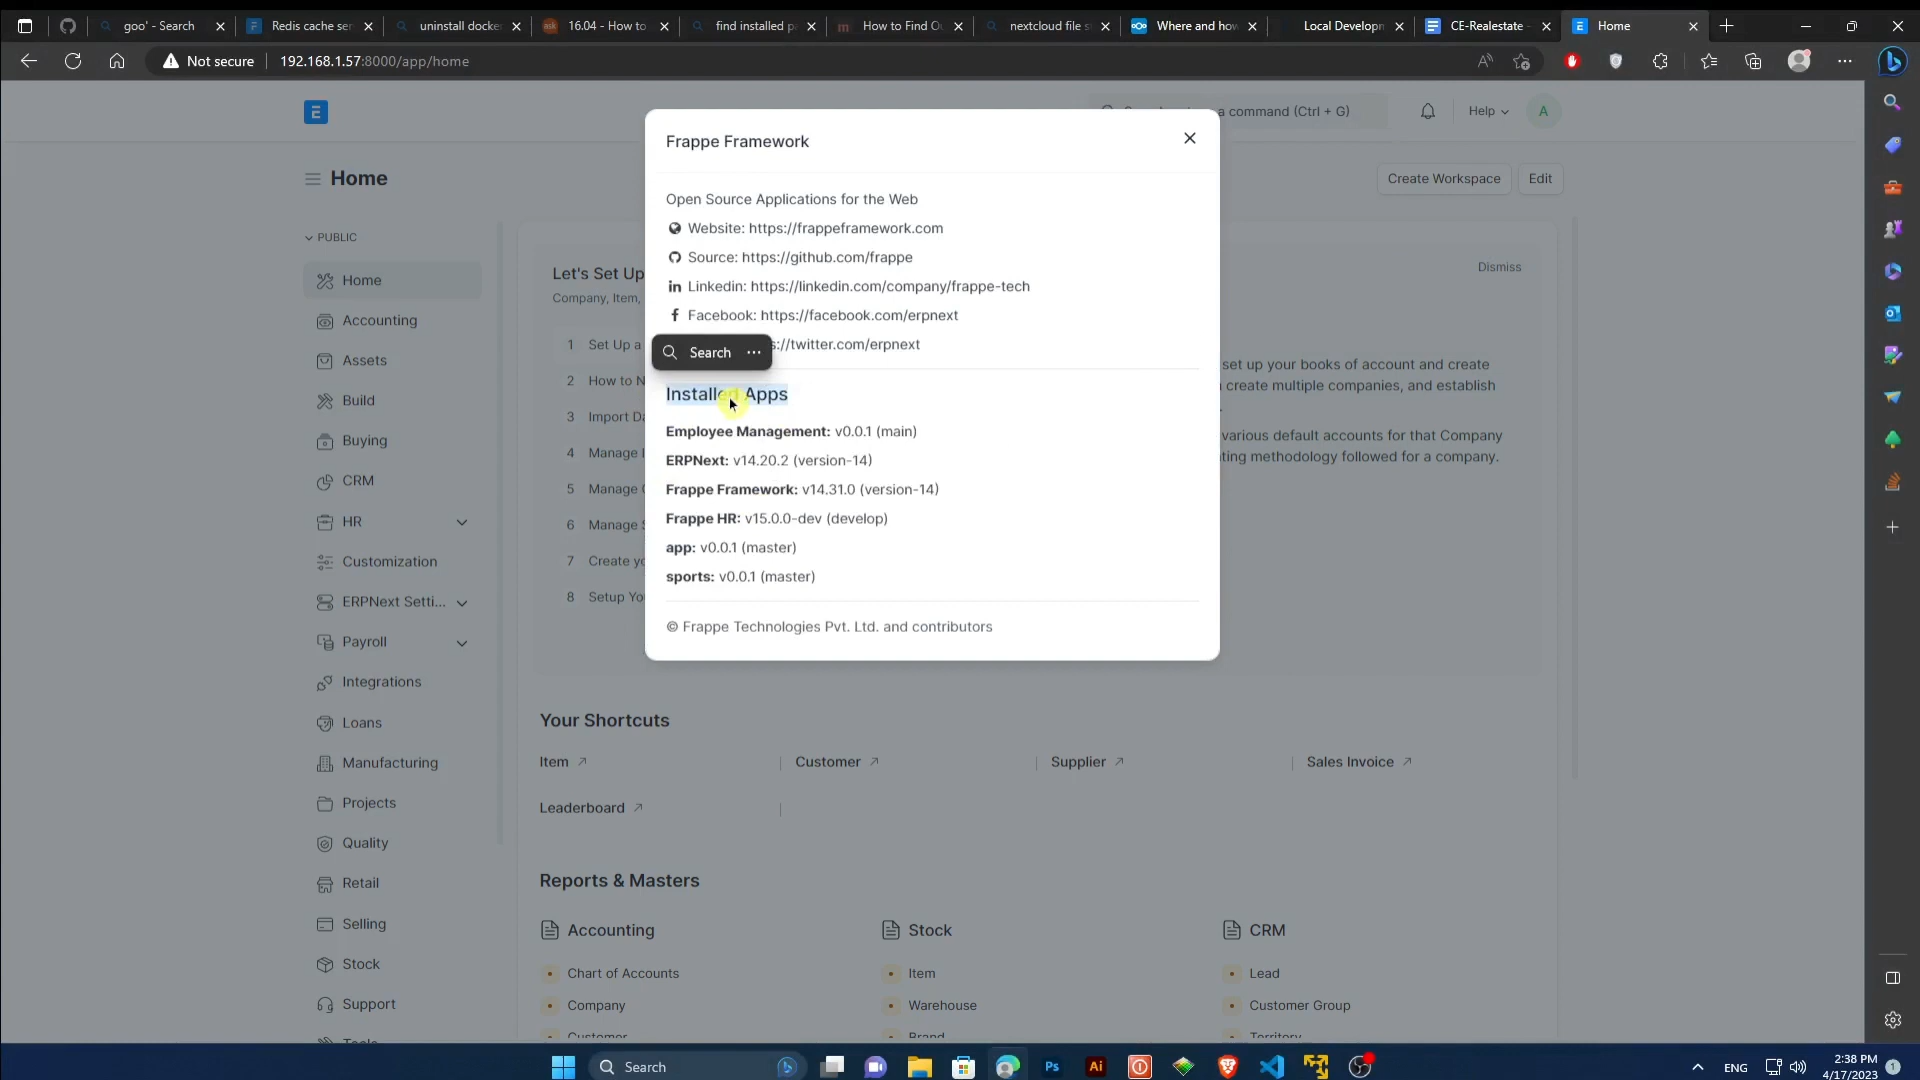 goo' - Search
Redis cache ser
uninstall docke
16.04 - How to
find installed p
How to Find Ou
nextcloud file s
Where and how
Local Developm
CE-Realestate
Home
Not secure
192.168.1.57:8000/app/home
a command (Ctrl + G)
Help
A
Home
Create Workspace
Edit
Frappe Framework
Open Source Applications for the Web
Website: https://frappeframework.com
Source: https://github.com/frappe
Linkedin: https://linkedin.com/company/frappe-tech
Facebook: https://facebook.com/erpnext
s://twitter.com/erpnext
Search
Installed Apps
Employee Management: v0.0.1 (main)
ERPNext: v14.20.2 (version-14)
Frappe Framework: v14.31.0 (version-14)
Frappe HR: v15.0.0-dev (develop)
app: v0.0.1 (master)
sports: v0.0.1 (master)
© Frappe Technologies Pvt. Ltd. and contributors
PUBLIC
Home
Accounting
Assets
Build
Buying
CRM
HR
Customization
ERPNext Setti...
Payroll
Integrations
Loans
Manufacturing
Projects
Quality
Retail
Selling
Stock
Support
Let's Set Up
Company, Item,
Dismiss
1 Set Up a
2 How to N
3 Import Da
4 Manage
5 Manage
6 Manage
7 Create yo
8 Setup Yo
set up your books of account and create
create multiple companies, and establish
various default accounts for that Company
ting methodology followed for a company.
Your Shortcuts
Item
Customer
Supplier
Sales Invoice
Leaderboard
Reports & Masters
Accounting
Chart of Accounts
Company
Customer
Stock
Item
Warehouse
Brand
CRM
Lead
Customer Group
Territory
Search
Ps
Ai
ENG
2:38 PM
4/17/2023
1